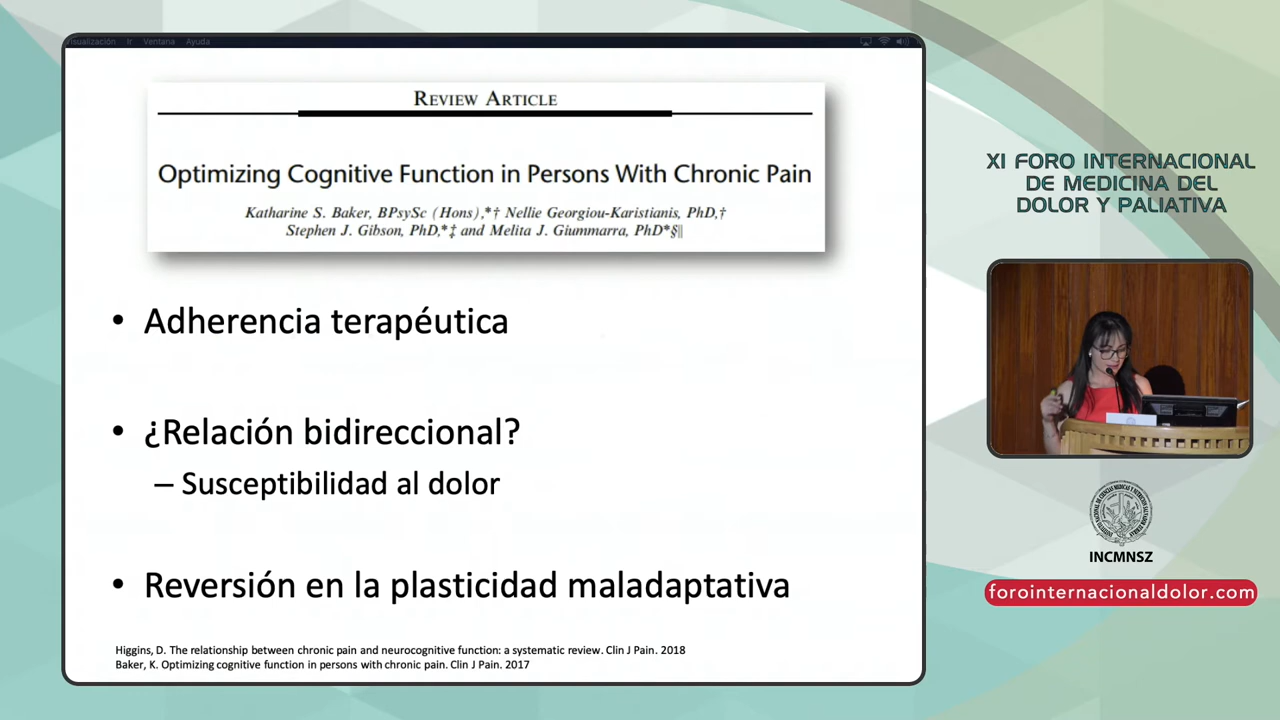 Ir Ventana Ayuda
REVIEW ARTICLE
Optimizing Cognitive Function in Persons With Chronic Pain
Katharine S. Baker, BPsySc (Hons),*† Nellie Georgiou-Karistianis, PhD,†
Stephen J. Gibson, PhD,*‡ and Melita J. Giummarra, PhD*§∥
• Adherencia terapéutica
• ¿Relación bidireccional?
– Susceptibilidad al dolor
• Reversión en la plasticidad maladaptativa
Higgins, D. The relationship between chronic pain and neurocognitive function: a systematic review. Clin J Pain. 2018
Baker, K. Optimizing cognitive function in persons with chronic pain. Clin J Pain. 2017
XI FORO INTERNACIONAL
DE MEDICINA DEL
DOLOR Y PALIATIVA
INCMNSZ
forointernacionaldolor.com